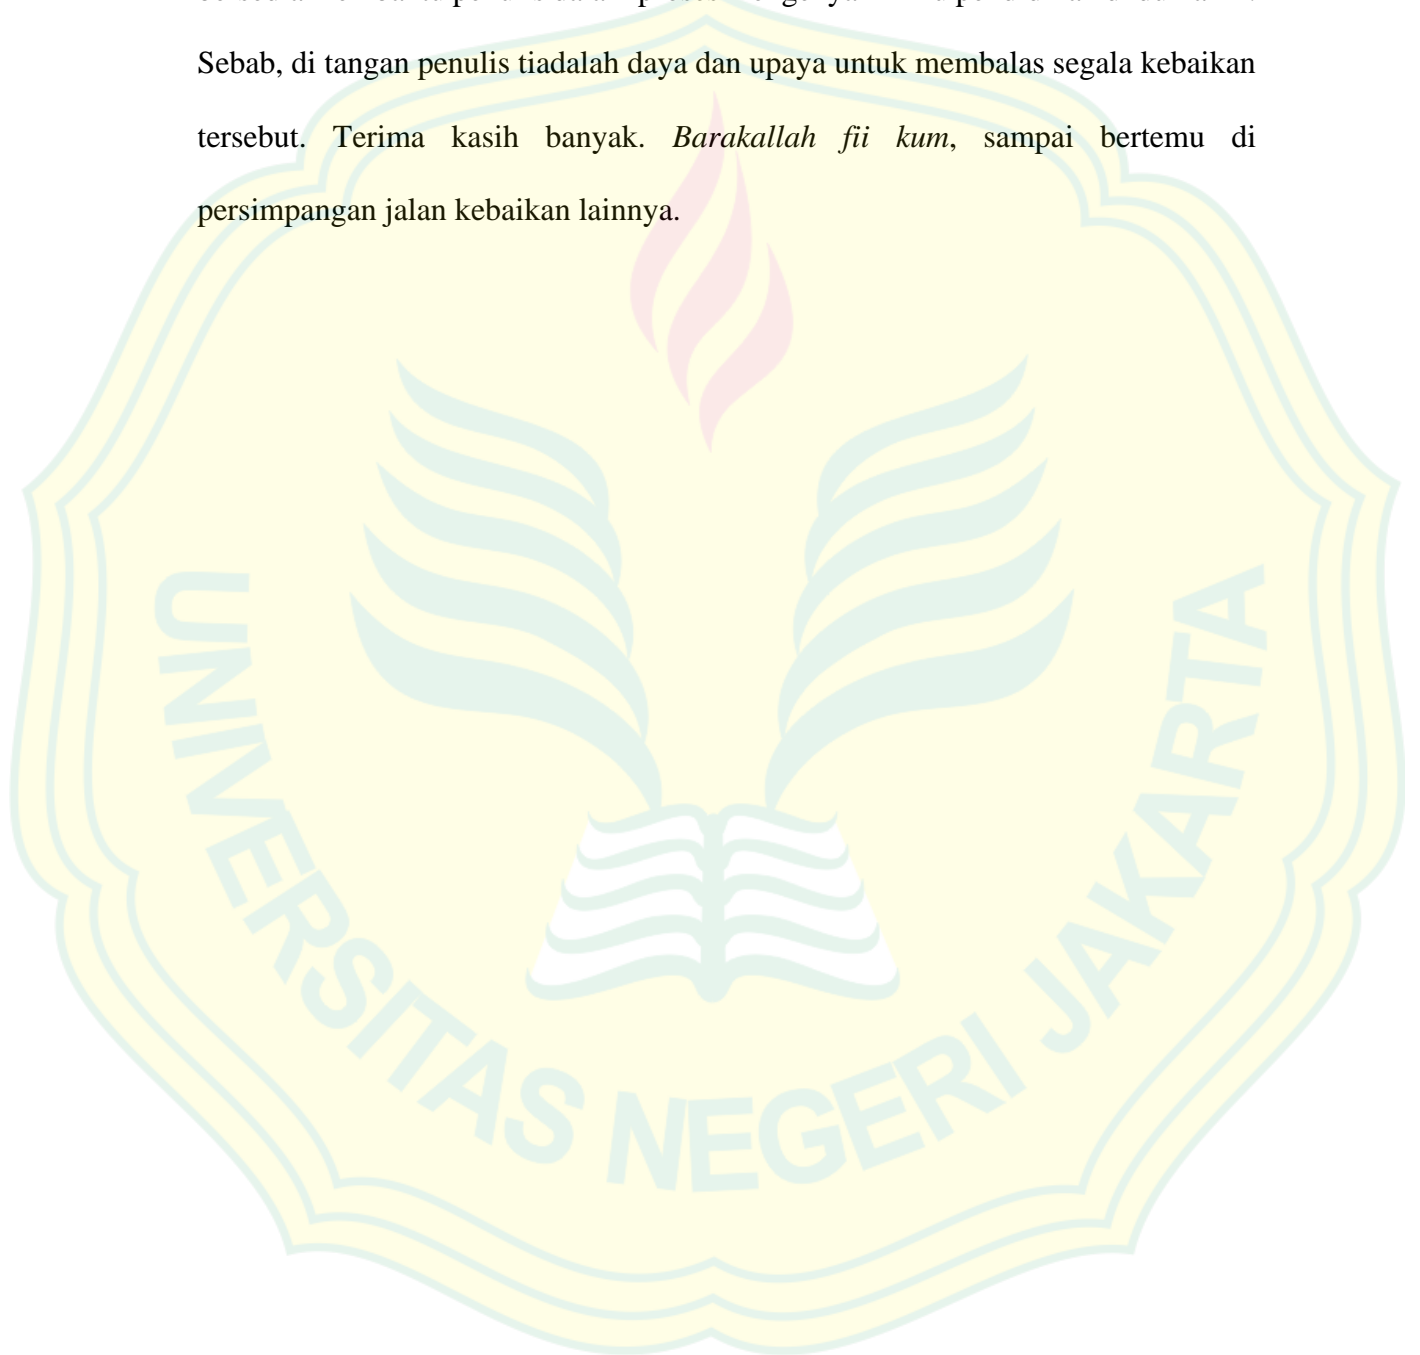 Sebab, di tangan penulis tiadalah daya dan upaya untuk membalas segala kebaikan
tersebut. Terima kasih banyak. Barakallah fii kum, sampai bertemu di
persimpangan jalan kebaikan lainnya.
UNIVERSITAS NEGERI JAKARTA